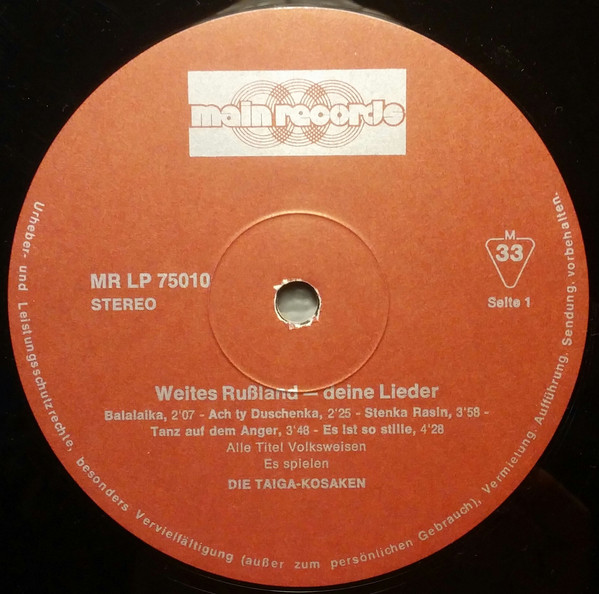 main records
MR LP 75010
STEREO
M
33
Seite 1
Weites Rußland – deine Lieder
Balalaika, 2'07 - Ach ty Duschenka, 2'25 - Stenka Rasin, 3'58 -
Tanz auf dem Anger, 3'48 - Es ist so stille, 4'28
Alle Titel Volksweisen
Es spielen
DIE TAIGA-KOSAKEN
Urheber- und Leistungsschutzrechte, besonders Vervielfältigung (außer zum persönlichen Gebrauch), Vermietung, Aufführung, Sendung, vorbehalten.